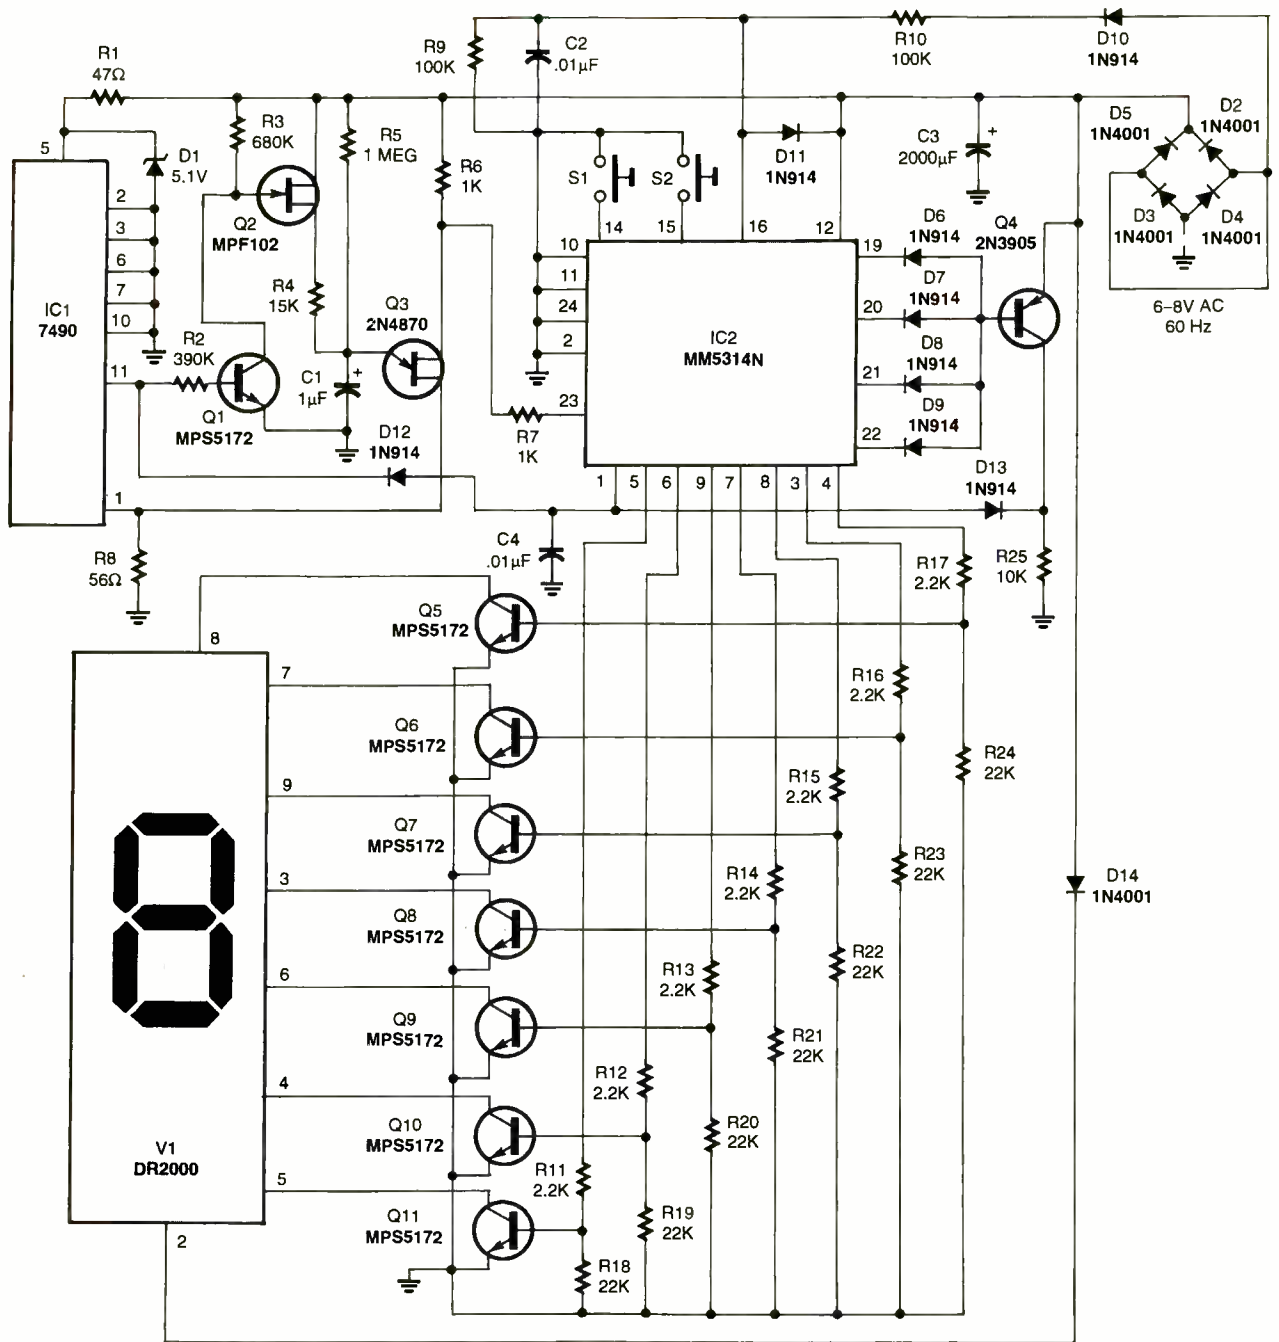 R1
47Ω
R9
100K
C2
.01µF
R10
100K
D10
1N914
R3
680K
R5
1 MEG
D1
5.1V
R6
1K
S1
S2
D11
1N914
C3
2000µF
+
D5
1N4001
D2
1N4001
D3
1N4001
D4
1N4001
6–8V AC
60 Hz
5
2
3
6
7
10
11
1
IC1
7490
Q2
MPF102
R4
15K
Q3
2N4870
R2
390K
Q1
MPS5172
C1
1µF
+
D12
1N914
R7
1K
14
15
16
12
10
11
24
2
23
19
20
21
22
IC2
MM5314N
1
5
6
9
7
8
3
4
D6
1N914
D7
1N914
D8
1N914
D9
1N914
Q4
2N3905
D13
1N914
R8
56Ω
C4
.01µF
R17
2.2K
R25
10K
Q5
MPS5172
8
7
Q6
MPS5172
R16
2.2K
R24
22K
9
Q7
MPS5172
R15
2.2K
R23
22K
3
Q8
MPS5172
R14
2.2K
D14
1N4001
6
Q9
MPS5172
R13
2.2K
R22
22K
4
Q10
MPS5172
R12
2.2K
R21
22K
5
Q11
MPS5172
R11
2.2K
R20
22K
V1
DR2000
2
R19
22K
R18
22K